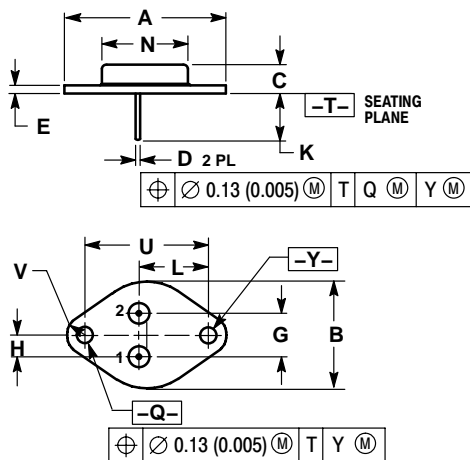 A
N
C
E
–T– SEATING PLANE
K
D 2 PL
⌖ ∅ 0.13 (0.005) Ⓜ T Q Ⓜ Y Ⓜ
U
L
V
–Y–
2
G
B
H
1
–Q–
⌖ ∅ 0.13 (0.005) Ⓜ T Y Ⓜ